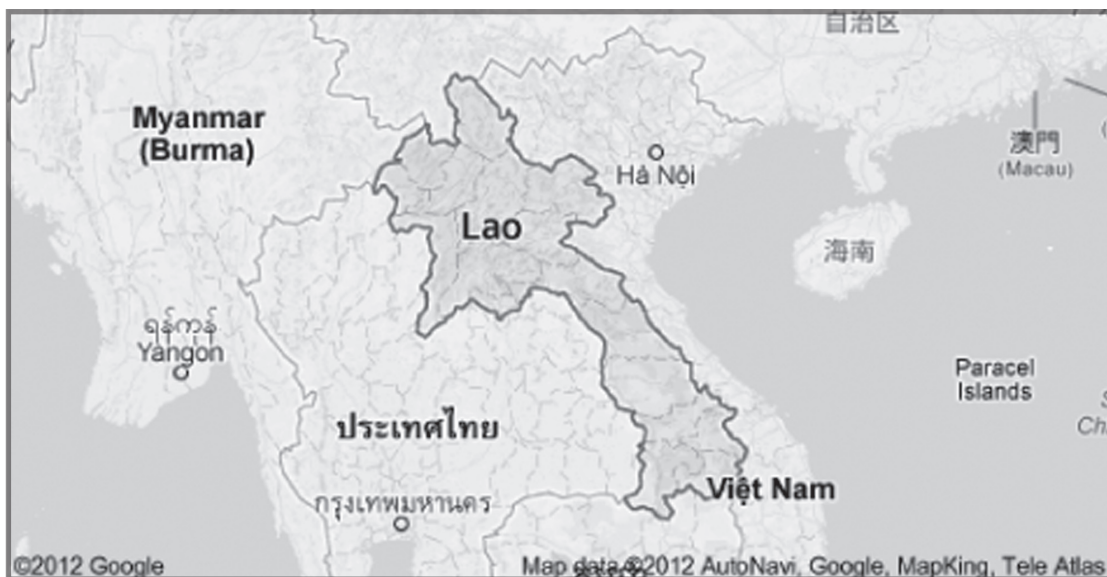 自治区
Myanmar
(Burma)
澳門
(Macau)
Hà Nội
Lao
海南
ရန်ကုန်
Yangon
Paracel
Islands
ประเทศไทย
Việt Nam
กรุงเทพมหานคร
©2012 Google
Map data ©2012 AutoNavi, Google, MapKing, Tele Atlas